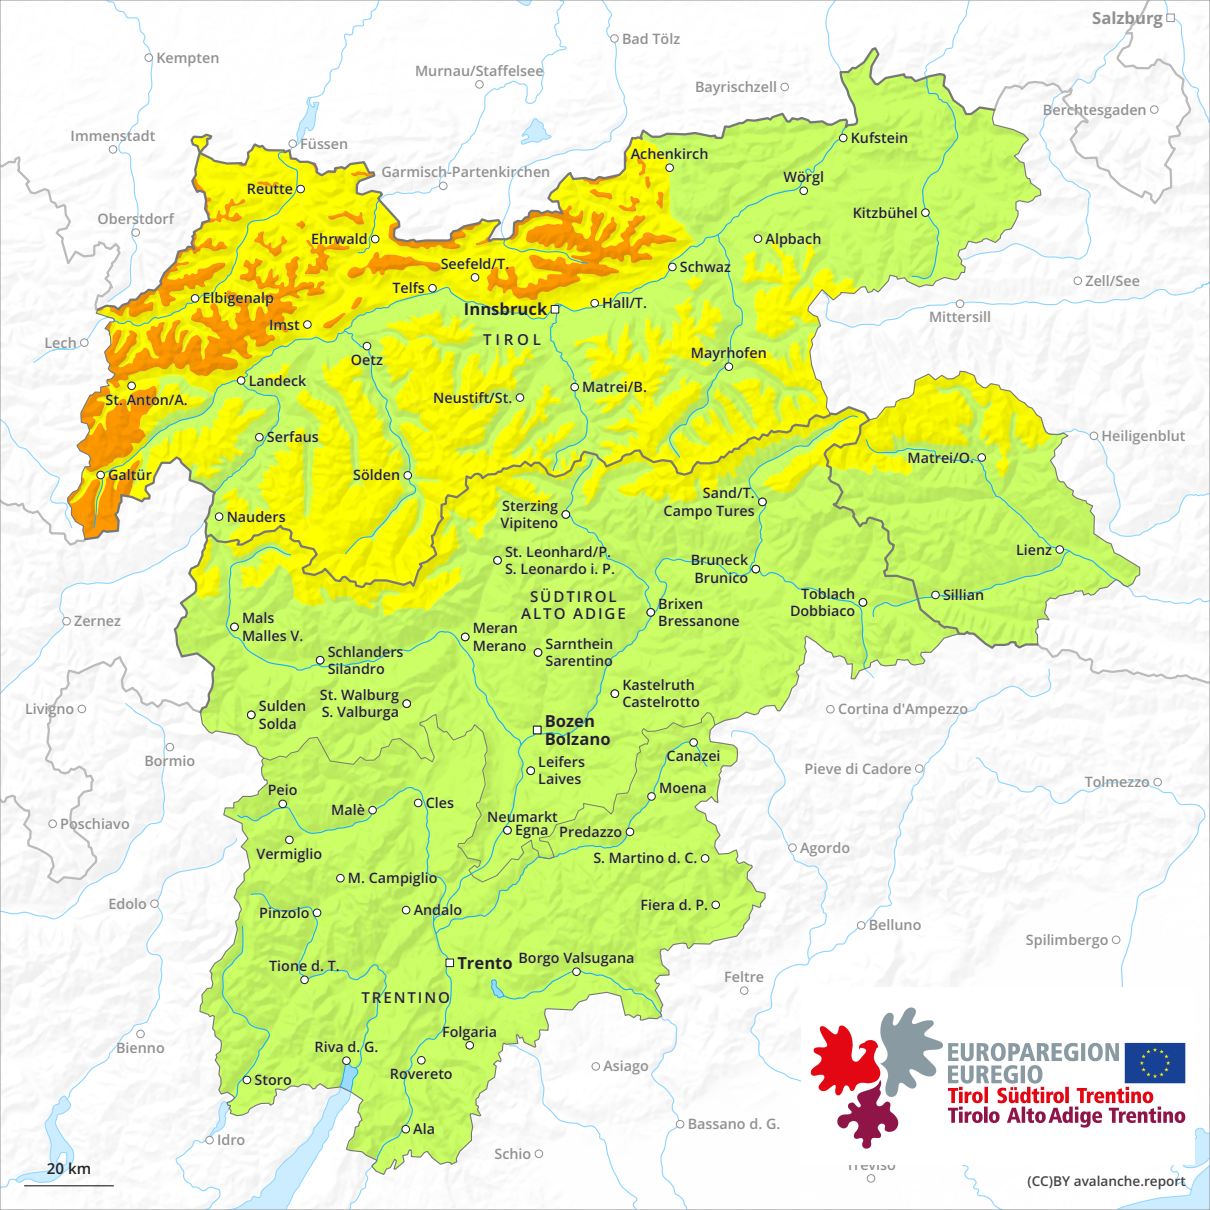 Salzburg
Kempten
Bad Tölz
Murnau/Staffelsee
Bayrischzell
Berchtesgaden
Immenstadt
Füssen
Kufstein
Achenkirch
Garmisch-Partenkirchen
Wörgl
Reutte
Oberstdorf
Kitzbühel
Ehrwald
Alpbach
Seefeld/T.
Schwaz
Zell/See
Telfs
Elbigenalp
Innsbruck
Hall/T.
Mittersill
Imst
Lech
TIROL
Oetz
Mayrhofen
Landeck
Matrei/B.
St. Anton/A.
Neustift/St.
Serfaus
Heiligenblut
Matrei/O.
Galtür
Sölden
Sand/T.
Campo Tures
Sterzing
Vipiteno
Nauders
St. Leonhard/P.
S. Leonardo i. P.
Lienz
Bruneck
Brunico
SÜDTIROL
ALTO ADIGE
Toblach
Dobbiaco
Sillian
Brixen
Bressanone
Zernez
Mals
Malles V.
Meran
Merano
Sarnthein
Sarentino
Schlanders
Silandro
Kastelruth
Castelrotto
St. Walburg
S. Valburga
Livigno
Sulden
Solda
Cortina d'Ampezzo
Bozen
Bolzano
Bormio
Canazei
Leifers
Laives
Pieve di Cadore
Tolmezzo
Peio
Moena
Malè
Cles
Neumarkt
Egna
Predazzo
Poschiavo
Vermiglio
S. Martino d. C.
Agordo
M. Campiglio
Edolo
Pinzolo
Andalo
Fiera d. P.
Belluno
Spilimbergo
Trento
Borgo Valsugana
Tione d. T.
Feltre
TRENTINO
Bienno
Riva d. G.
Folgaria
Rovereto
Asiago
Storo
EUROPAREGION
EUREGIO
Tirol Südtirol Trentino
Tirolo Alto Adige Trentino
Ala
Bassano d. G.
Idro
Schio
Treviso
20 km
(CC)BY avalanche.report